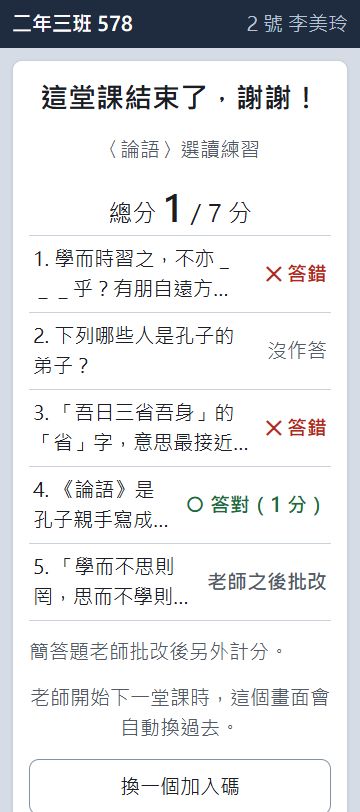 二年三班 578
2 號 李美玲
這堂課結束了，謝謝！
〈論語〉選讀練習
總分 1 / 7 分
1. 學而時習之，不亦 _
_ _ 乎？有朋自遠方…
✕ 答錯
2. 下列哪些人是孔子的
弟子？
沒作答
3. 「吾日三省吾身」的
「省」字，意思最接近…
✕ 答錯
4. 《論語》是
孔子親手寫成…
○ 答對（1 分）
5. 「學而不思則
罔，思而不學則…
老師之後批改
簡答題老師批改後另外計分。
老師開始下一堂課時，這個畫面會
自動換過去。
換一個加入碼